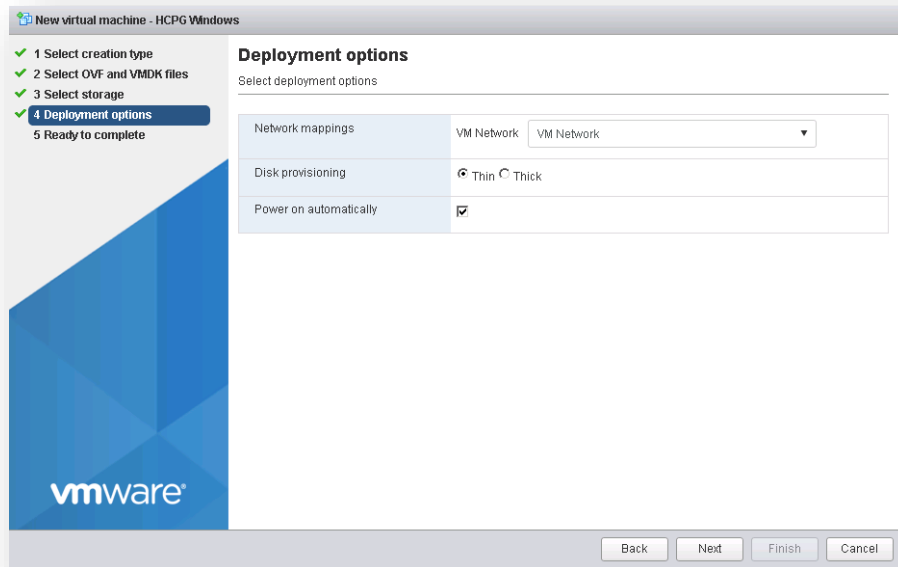 New virtual machine - HCPG Windows
1 Select creation type
2 Select OVF and VMDK files
3 Select storage
4 Deployment options
5 Ready to complete
Deployment options
Select deployment options
Network mappings VM Network VM Network
Disk provisioning Thin Thick
Power on automatically
vmware®
Back Next Finish Cancel